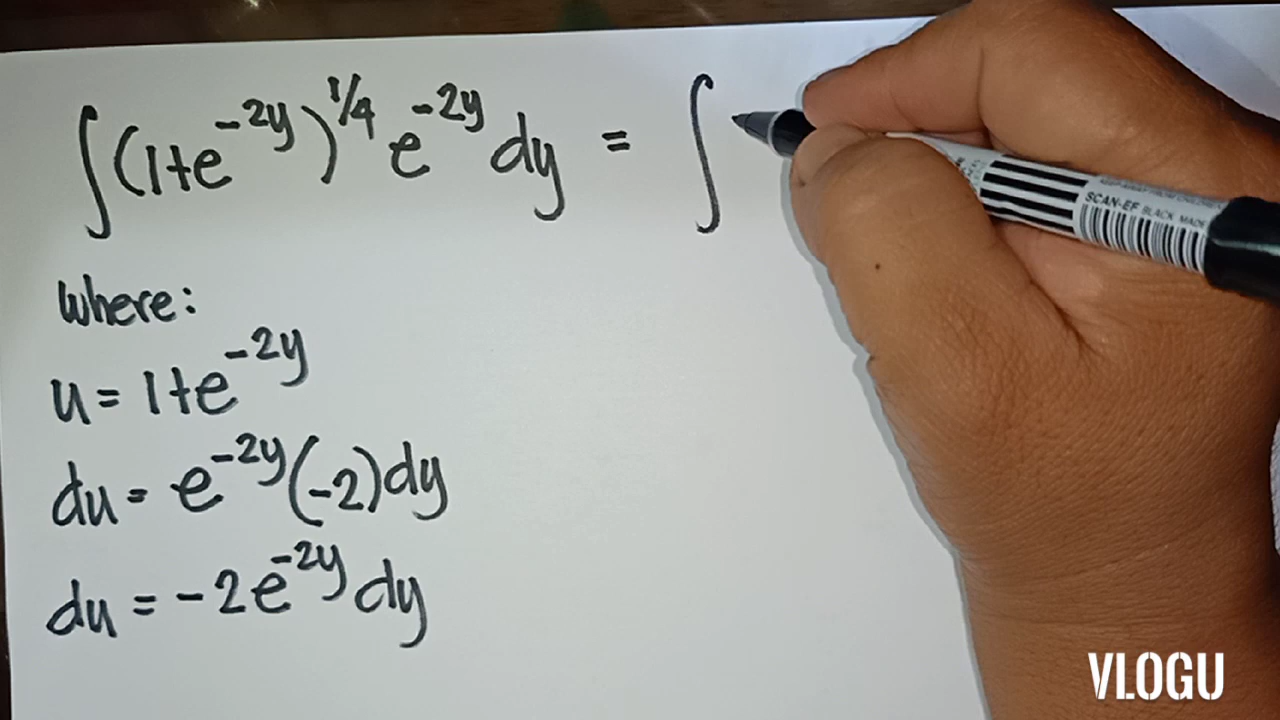 ∫(1+e^{-2y})^{1/4} e^{-2y} dy = ∫
where:
u = 1+e^{-2y}
du = e^{-2y}(-2)dy
du = -2e^{-2y} dy
SCAN-EF BLACK MADE
VLOGU